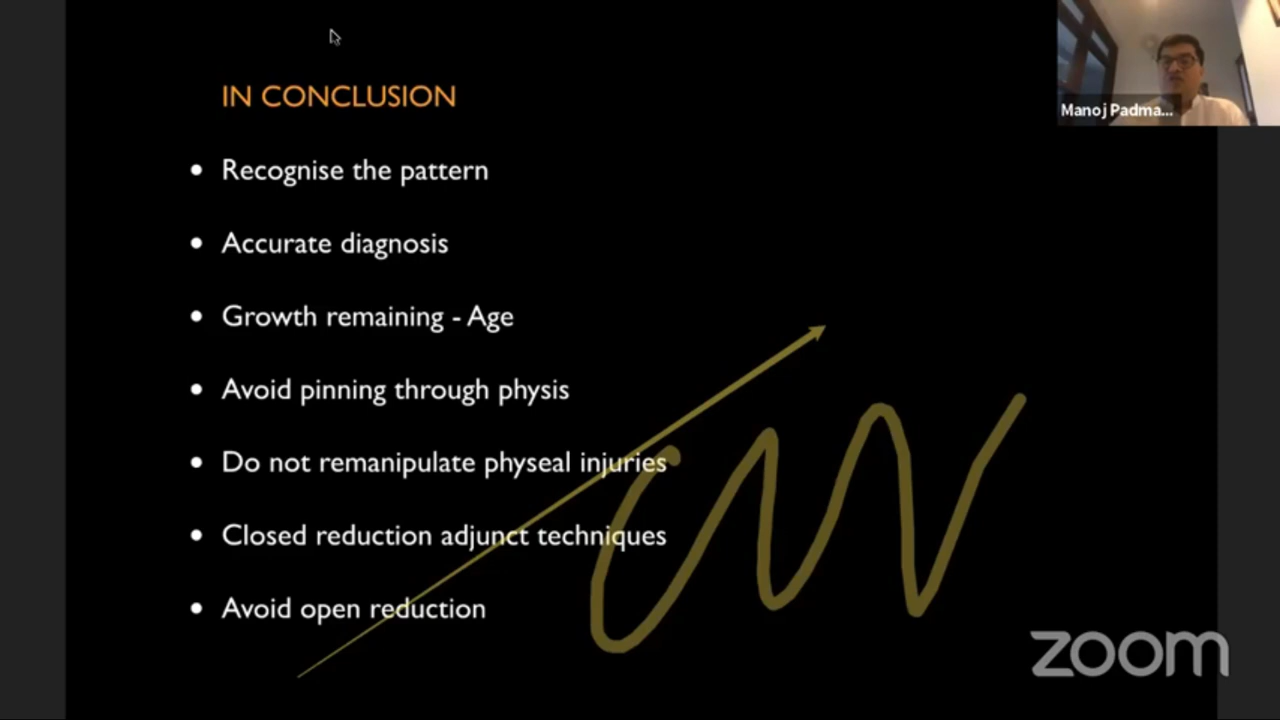 IN CONCLUSION
Manoj Padma...
Recognise the pattern
Accurate diagnosis
Growth remaining - Age
Avoid pinning through physis
Do not remanipulate physeal injuries
Closed reduction adjunct techniques
Avoid open reduction
zoom